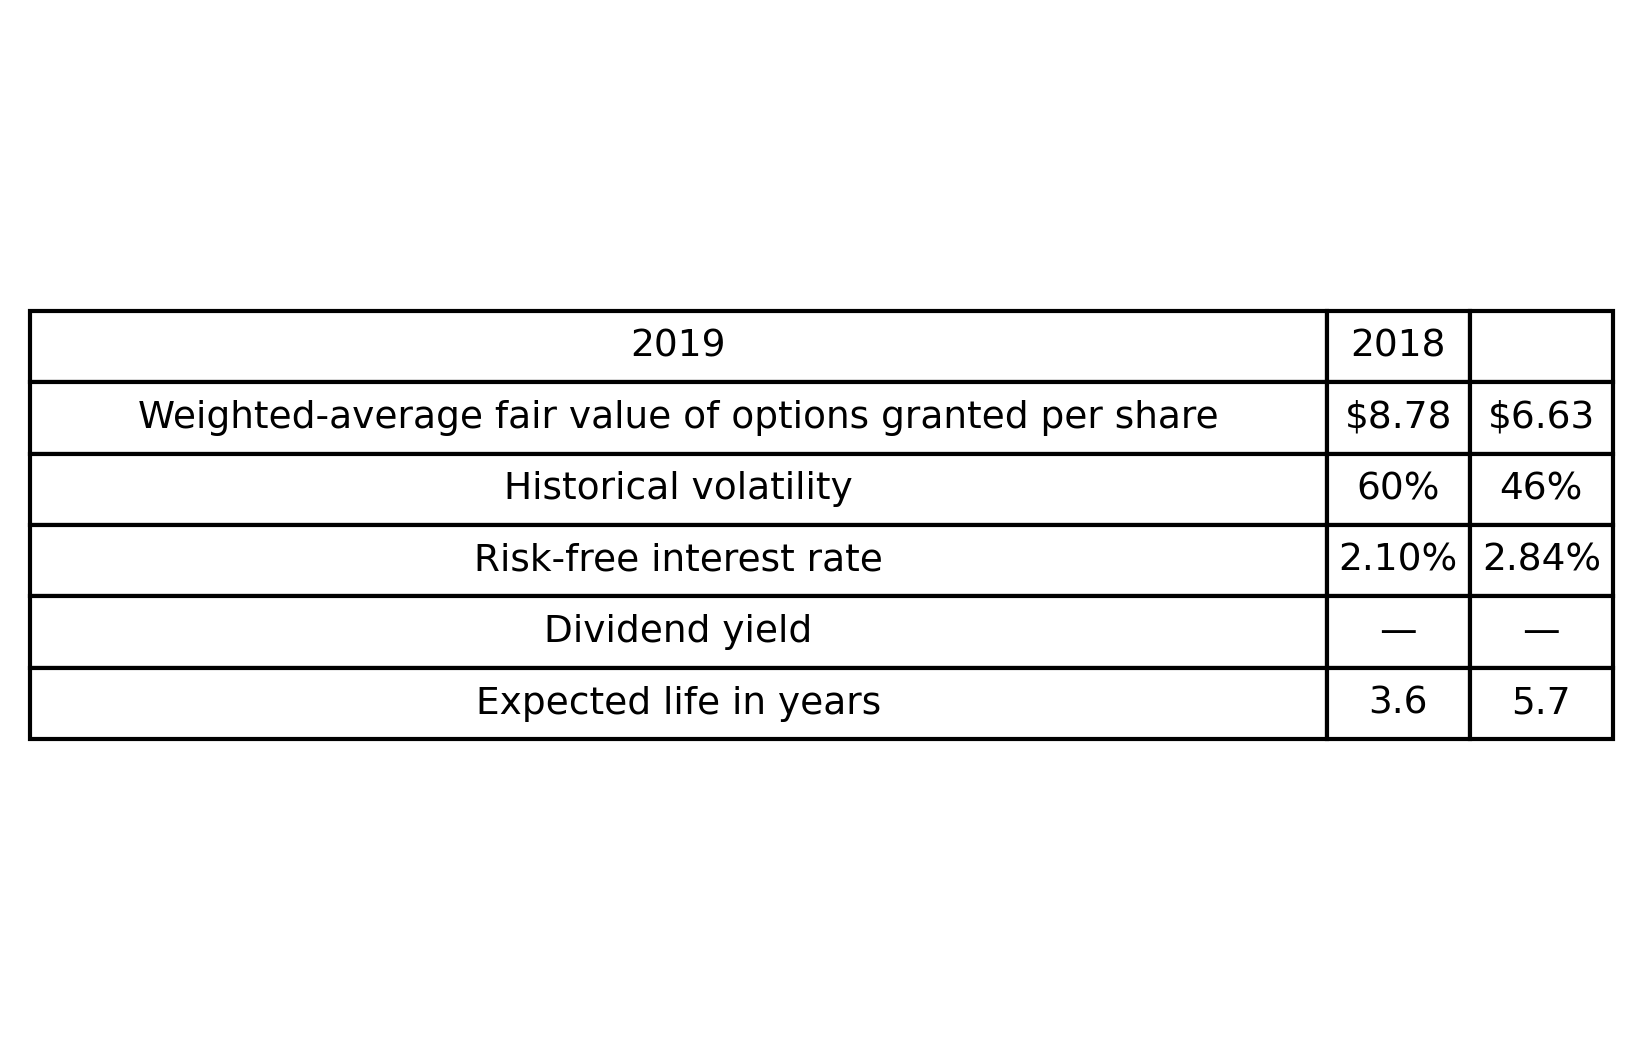 2019 2018
Weighted-average fair value of options granted per share $8.78 $6.63
Historical volatility 60% 46%
Risk-free interest rate 2.10% 2.84%
Dividend yield — —
Expected life in years 3.6 5.7